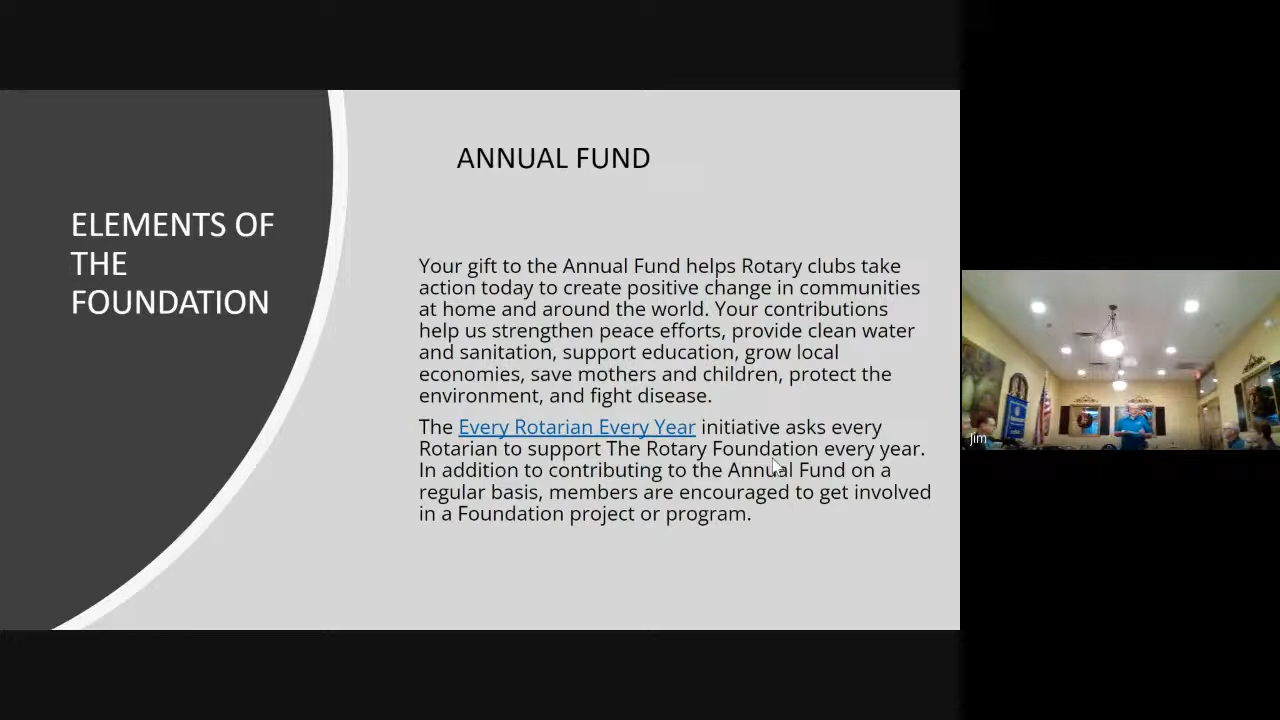 ELEMENTS OF
THE
FOUNDATION
ANNUAL FUND
Your gift to the Annual Fund helps Rotary clubs take
action today to create positive change in communities
at home and around the world. Your contributions
help us strengthen peace efforts, provide clean water
and sanitation, support education, grow local
economies, save mothers and children, protect the
environment, and fight disease.
The Every Rotarian Every Year initiative asks every
Rotarian to support The Rotary Foundation every year.
In addition to contributing to the Annual Fund on a
regular basis, members are encouraged to get involved
in a Foundation project or program.
Jim